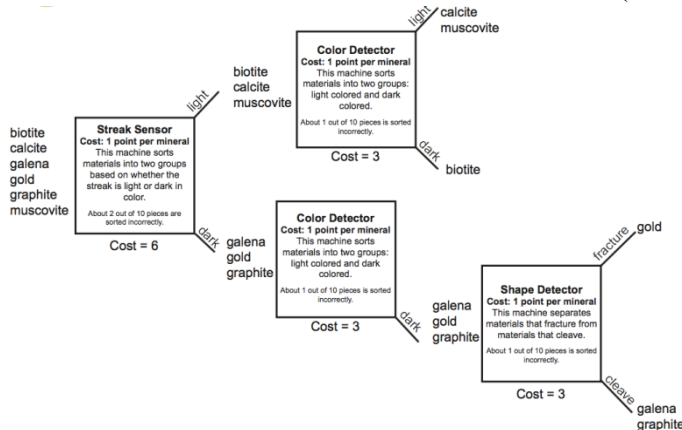 biotite
calcite
galena
gold
graphite
muscovite
Streak Sensor
Cost: 1 point per mineral
This machine sorts
materials into two groups
based on whether the
streak is light or dark in
color.
About 2 out of 10 pieces are
sorted incorrectly.
Cost = 6
light
biotite
calcite
muscovite
Color Detector
Cost: 1 point per mineral
This machine sorts
materials into two groups:
light colored and dark
colored.
About 1 out of 10 pieces is sorted
incorrectly.
Cost = 3
light
calcite
muscovite
dark
biotite
dark
galena
gold
graphite
Color Detector
Cost: 1 point per mineral
This machine sorts
materials into two groups:
light colored and dark
colored.
About 1 out of 10 pieces is sorted
incorrectly.
Cost = 3
dark
galena
gold
graphite
Shape Detector
Cost: 1 point per mineral
This machine separates
materials that fracture from
materials that cleave.
About 1 out of 10 pieces is sorted
incorrectly.
Cost = 3
fracture
gold
cleave
galena
graphite